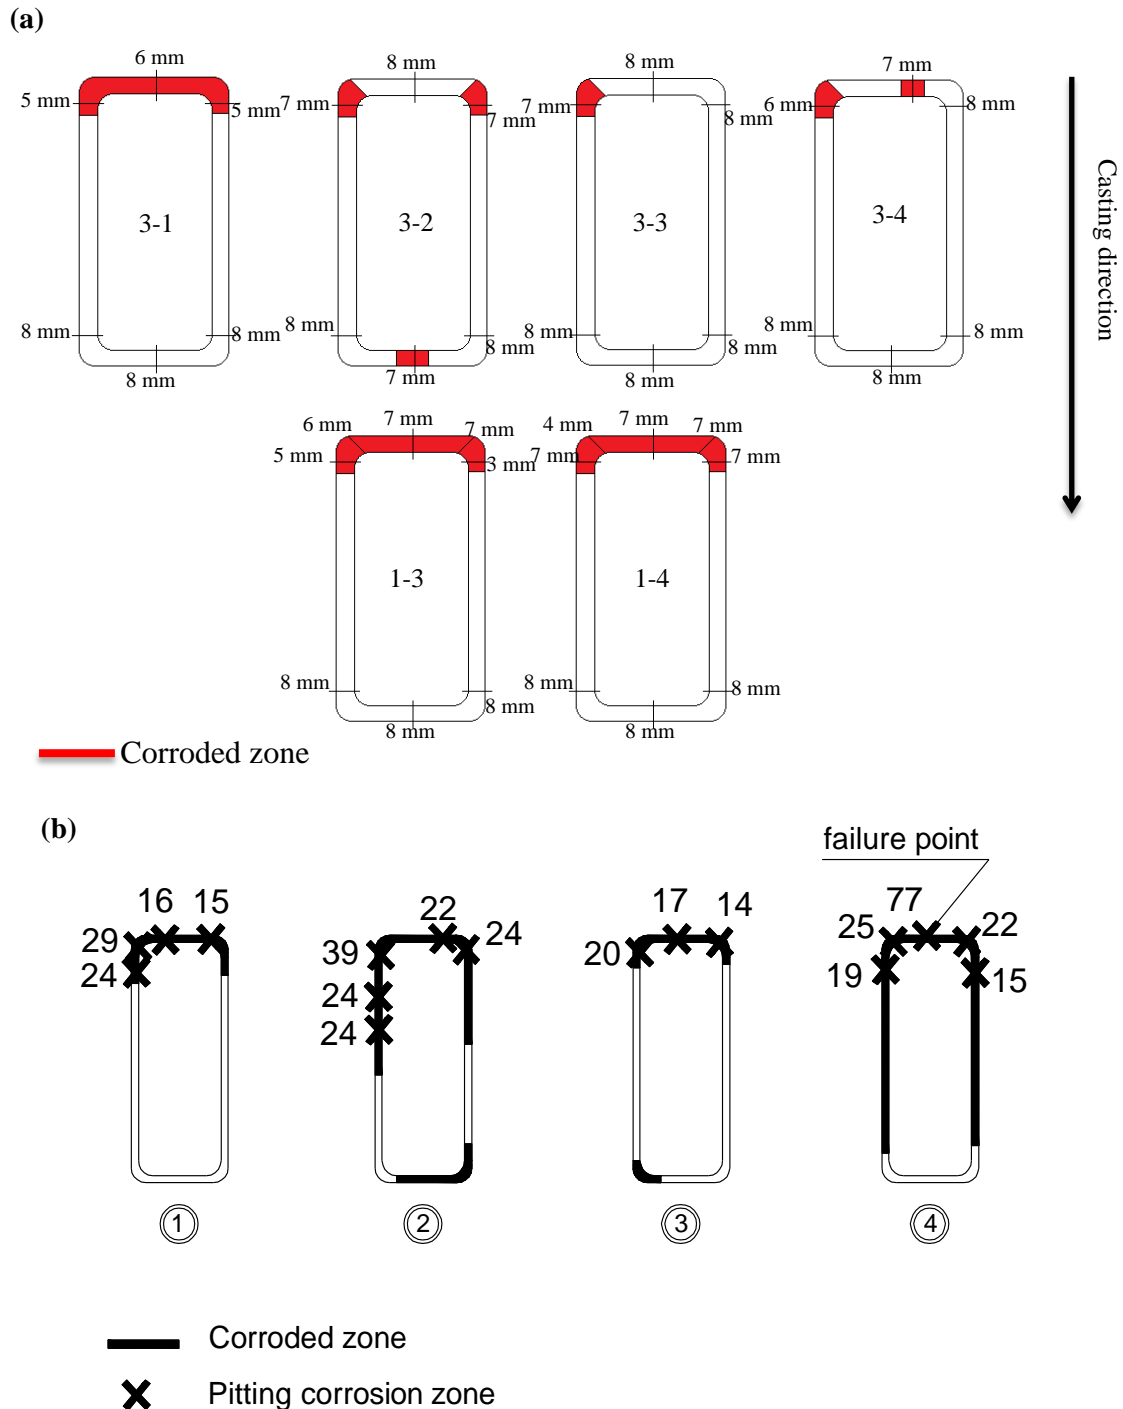 (a)
6 mm
5 mm
5 mm
3-1
8 mm
8 mm
8 mm
8 mm
7 mm
7 mm
3-2
8 mm
8 mm
7 mm
8 mm
7 mm
8 mm
3-3
8 mm
8 mm
8 mm
7 mm
6 mm
8 mm
3-4
8 mm
8 mm
8 mm
Casting direction
6 mm
7 mm
7 mm
5 mm
3 mm
1-3
8 mm
8 mm
8 mm
4 mm
7 mm
7 mm
7 mm
7 mm
1-4
8 mm
8 mm
8 mm
Corroded zone
(b)
failure point
16
15
29
24
1
22
24
39
24
24
2
17
14
20
3
77
25
22
19
15
4
Corroded zone
Pitting corrosion zone